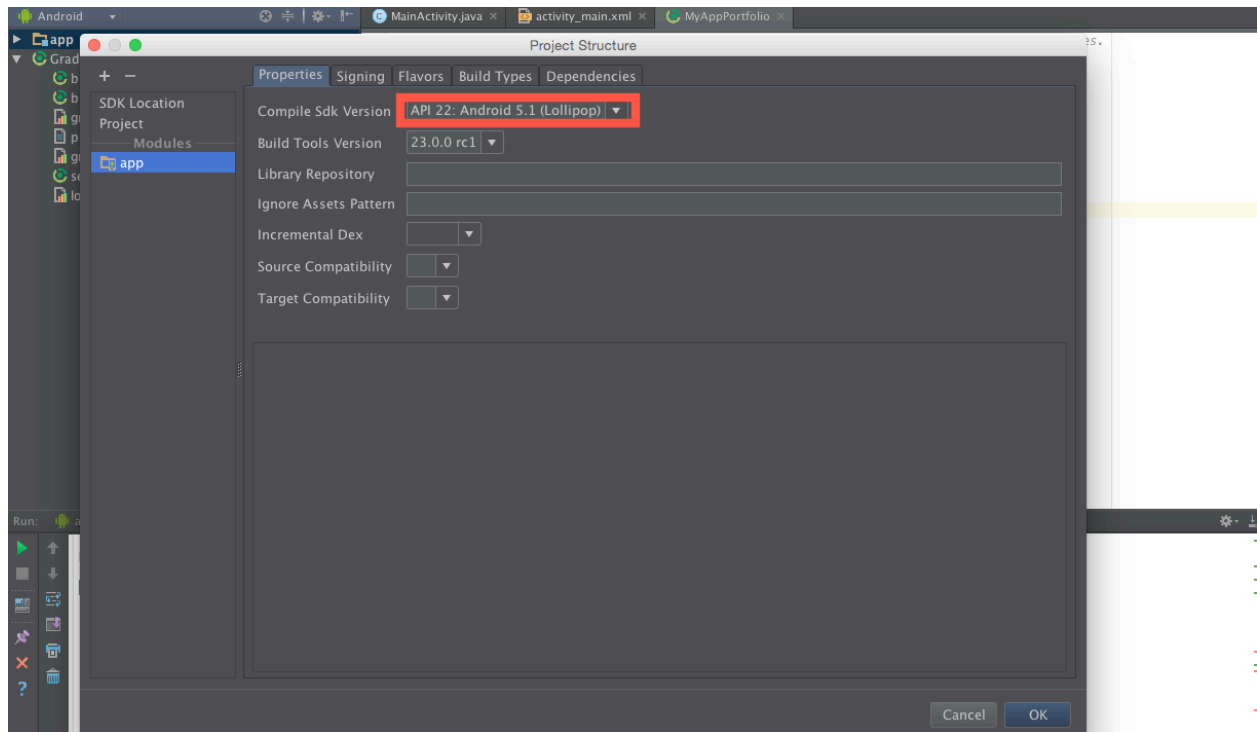 Android
MainActivity.java
activity_main.xml
MyAppPortfolio
app
es.
Project Structure
Grad
Properties Signing Flavors Build Types Dependencies
SDK Location
Project
Modules
app
Compile Sdk Version API 22: Android 5.1 (Lollipop)
Build Tools Version 23.0.0 rc1
Library Repository
Ignore Assets Pattern
Incremental Dex
Source Compatibility
Target Compatibility
Run:
Cancel OK